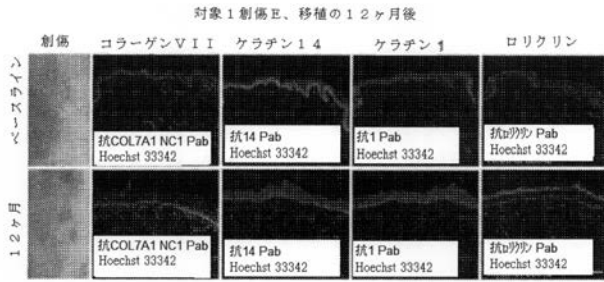 対象1創傷E、移植の12ヶ月後
創傷 コラーゲンVII ケラチン14 ケラチン1 ロリクリン
ベースライン
抗COL7A1 NC1 Pab
Hoechst 33342
抗14 Pab
Hoechst 33342
抗1 Pab
Hoechst 33342
抗ロリクリン Pab
Hoechst 33342
12ヶ月
抗COL7A1 NC1 Pab
Hoechst 33342
抗14 Pab
Hoechst 33342
抗1 Pab
Hoechst 33342
抗ロリクリン Pab
Hoechst 33342